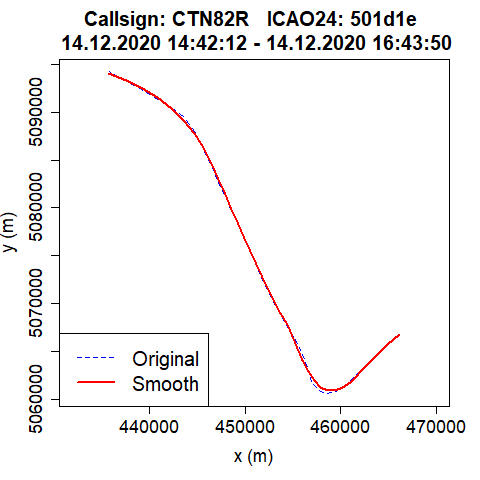 Callsign: CTN82R   ICAO24: 501d1e
14.12.2020 14:42:12 - 14.12.2020 16:43:50
y (m)
5090000
5080000
5070000
5060000
Original
Smooth
440000 450000 460000 470000
x (m)